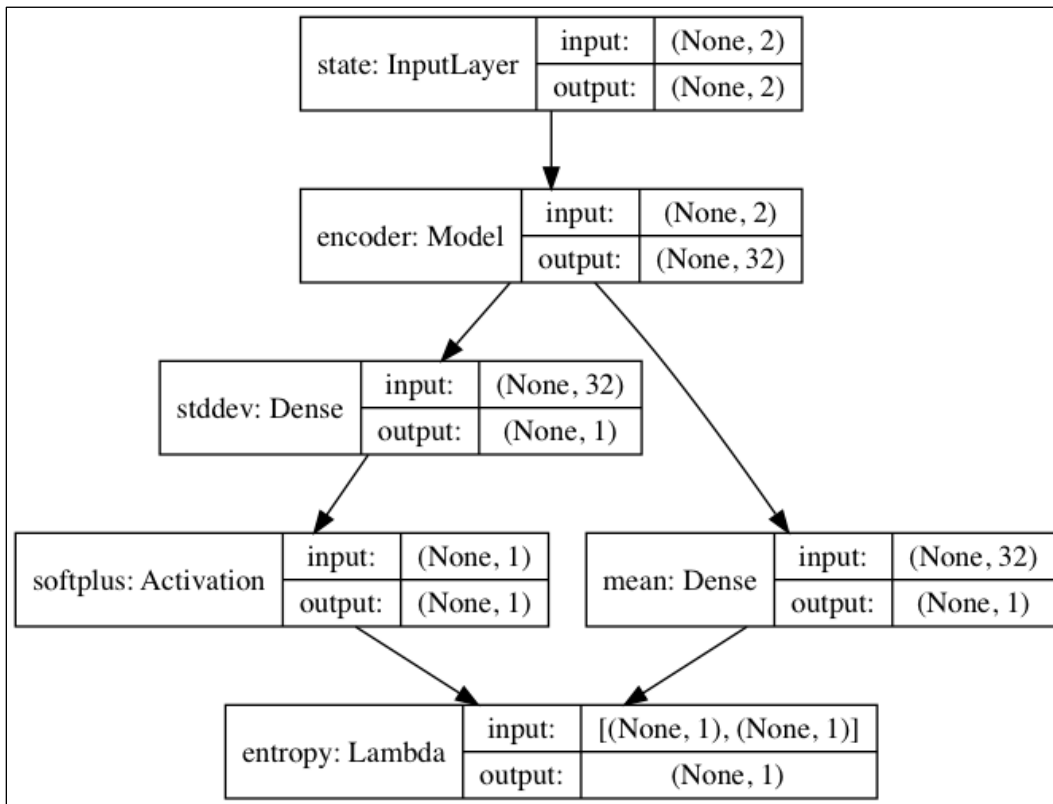 state: InputLayer
input:
(None, 2)
output:
(None, 2)
encoder: Model
input:
(None, 2)
output:
(None, 32)
stddev: Dense
input:
(None, 32)
output:
(None, 1)
softplus: Activation
input:
(None, 1)
output:
(None, 1)
mean: Dense
input:
(None, 32)
output:
(None, 1)
entropy: Lambda
input:
[(None, 1), (None, 1)]
output:
(None, 1)